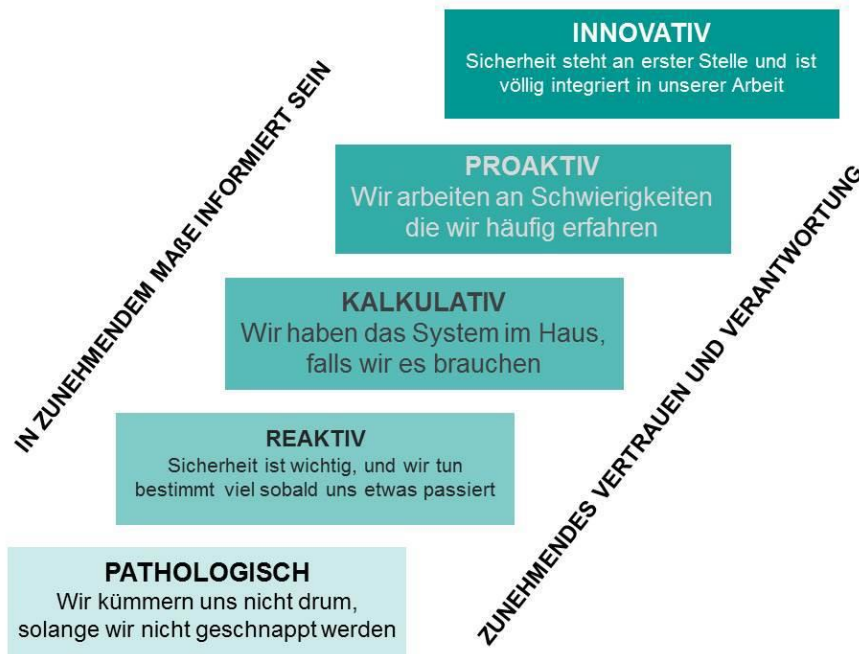 INNOVATIV
Sicherheit steht an erster Stelle und ist
völlig integriert in unserer Arbeit
IN ZUNEHMENDEM MAßE INFORMIERT SEIN
PROAKTIV
Wir arbeiten an Schwierigkeiten
die wir häufig erfahren
ZUNEHMENDES VERTRAUEN UND VERANTWORTUNG
KALKULATIV
Wir haben das System im Haus,
falls wir es brauchen
REAKTIV
Sicherheit ist wichtig, und wir tun
bestimmt viel sobald uns etwas passiert
PATHOLOGISCH
Wir kümmern uns nicht drum,
solange wir nicht geschnappt werden